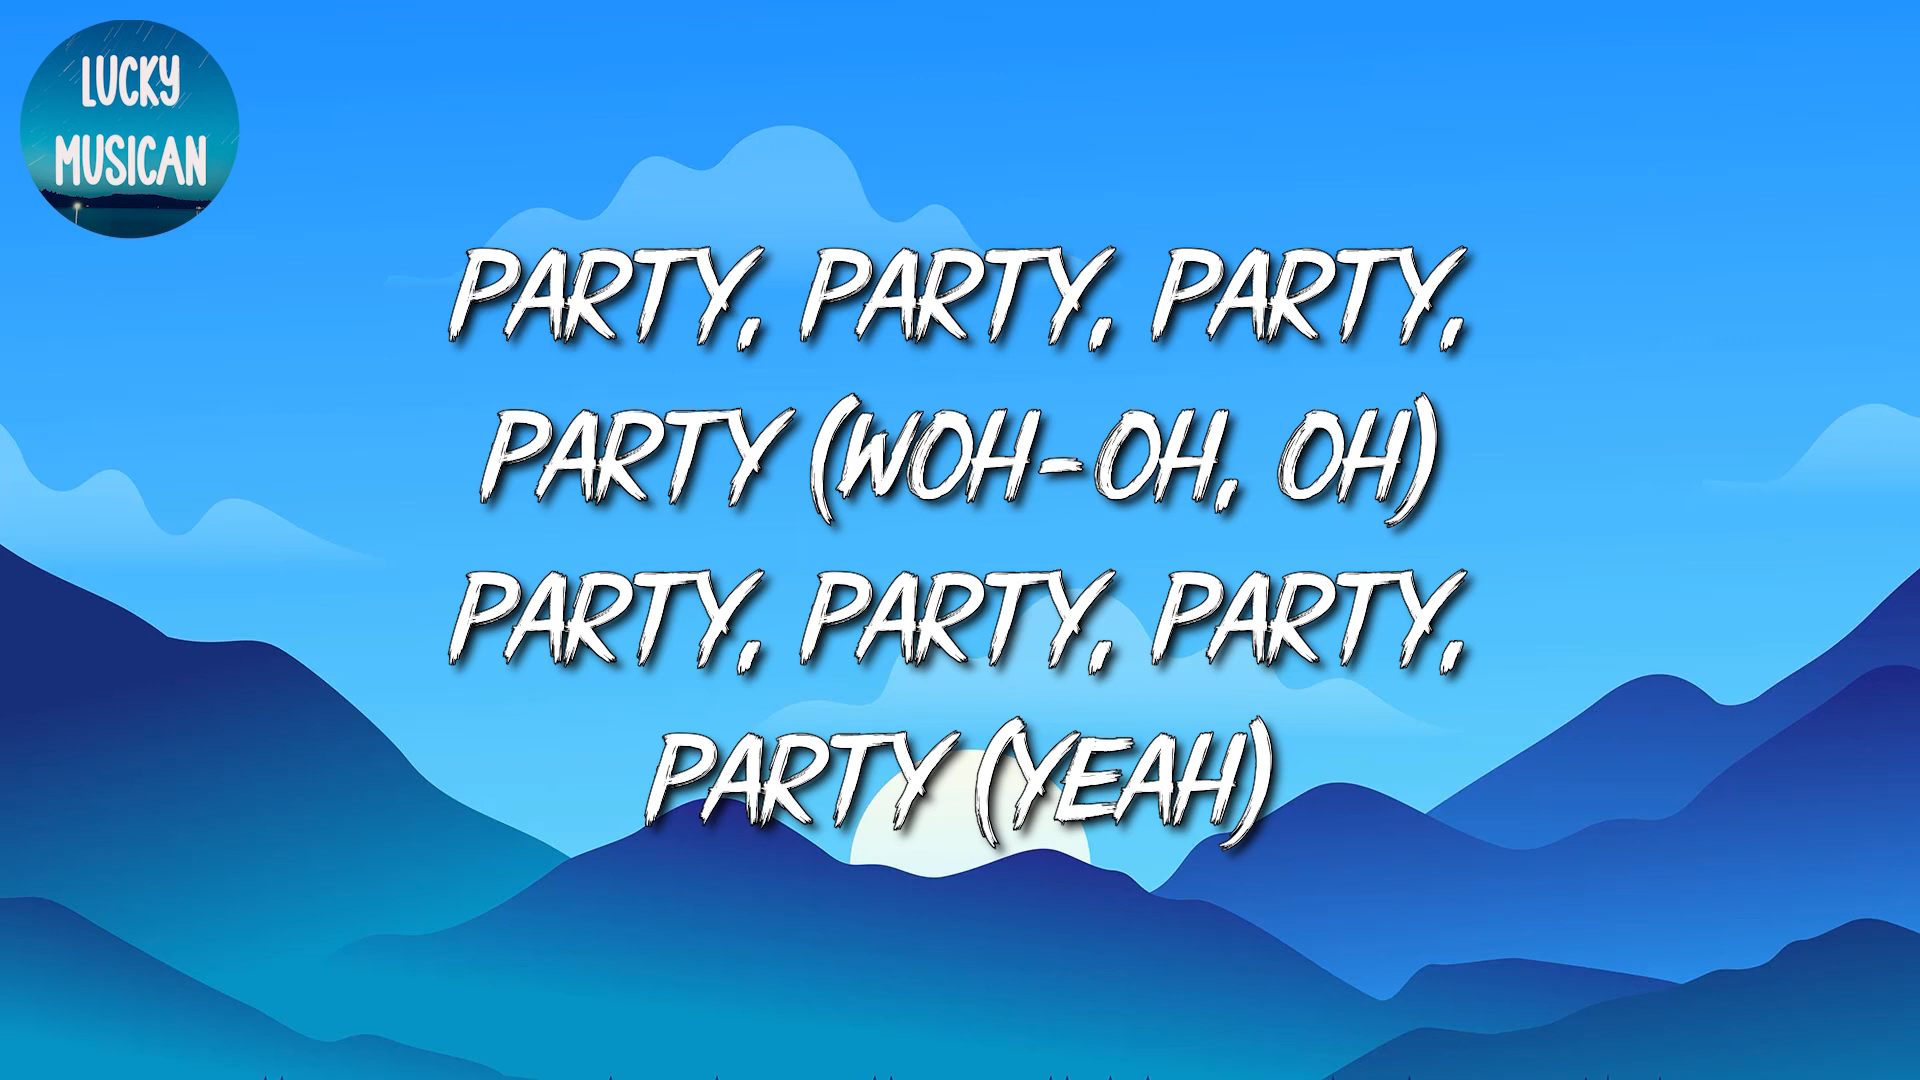 LUCKY
MUSICAN
PARTY, PARTY, PARTY,
PARTY (WOH-OH, OH)
PARTY, PARTY, PARTY,
PARTY (YEAH)